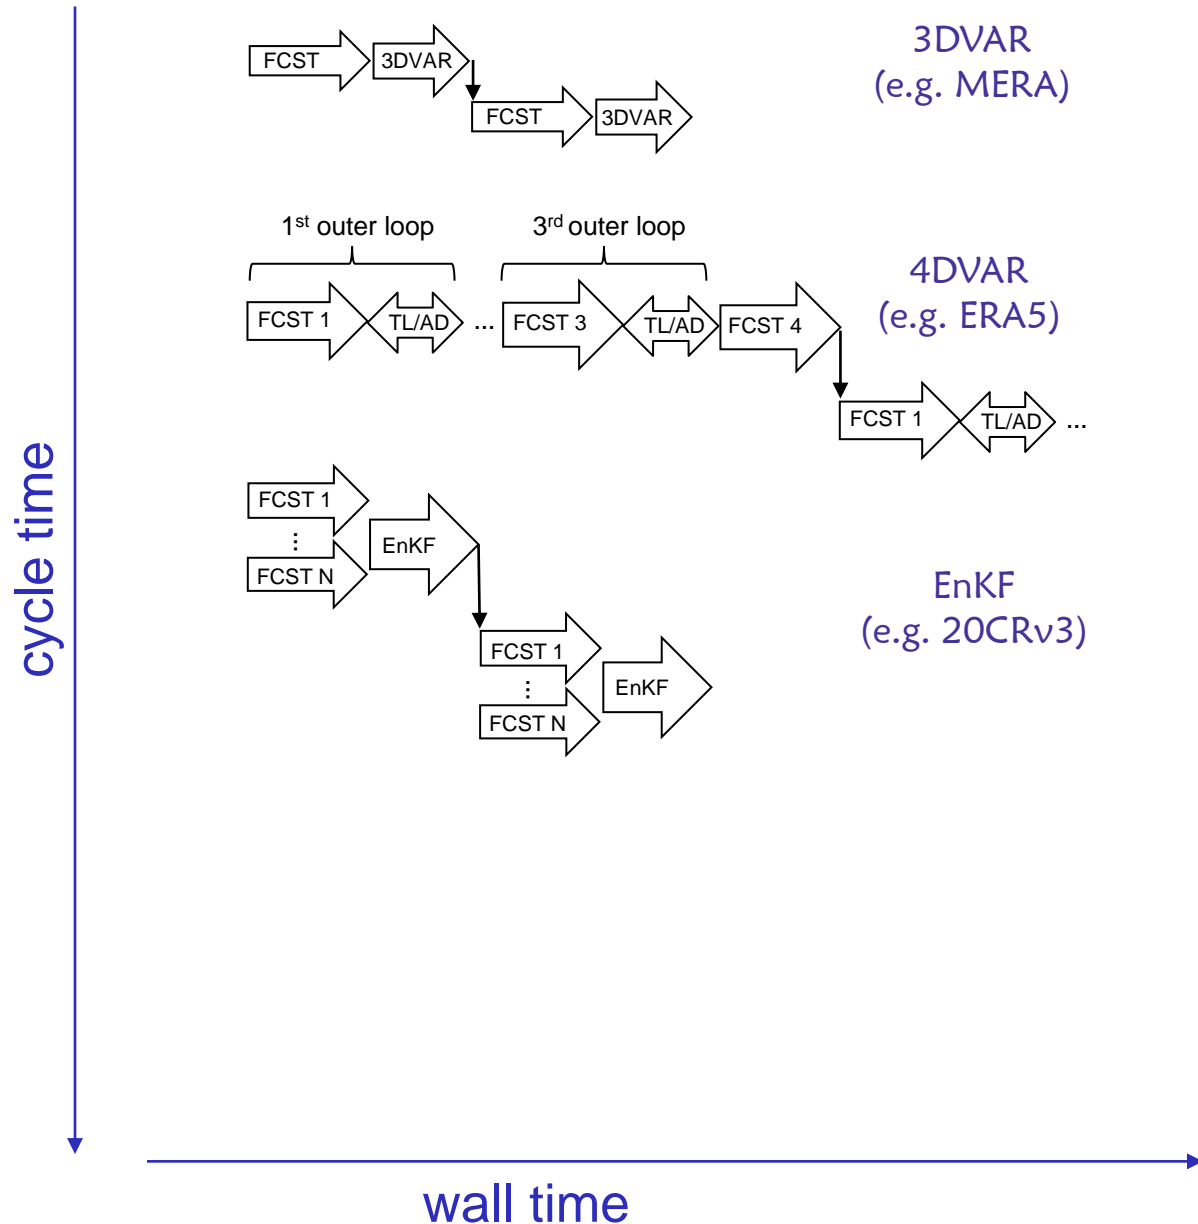 3DVAR
(e.g. MERA)
FCST
3DVAR
FCST
3DVAR
1st outer loop
3rd outer loop
4DVAR
(e.g. ERA5)
FCST 1
TL/AD
...
FCST 3
TL/AD
FCST 4
FCST 1
TL/AD
...
cycle time
FCST 1
...
FCST N
EnKF
EnKF
(e.g. 20CRv3)
FCST 1
...
FCST N
EnKF
wall time